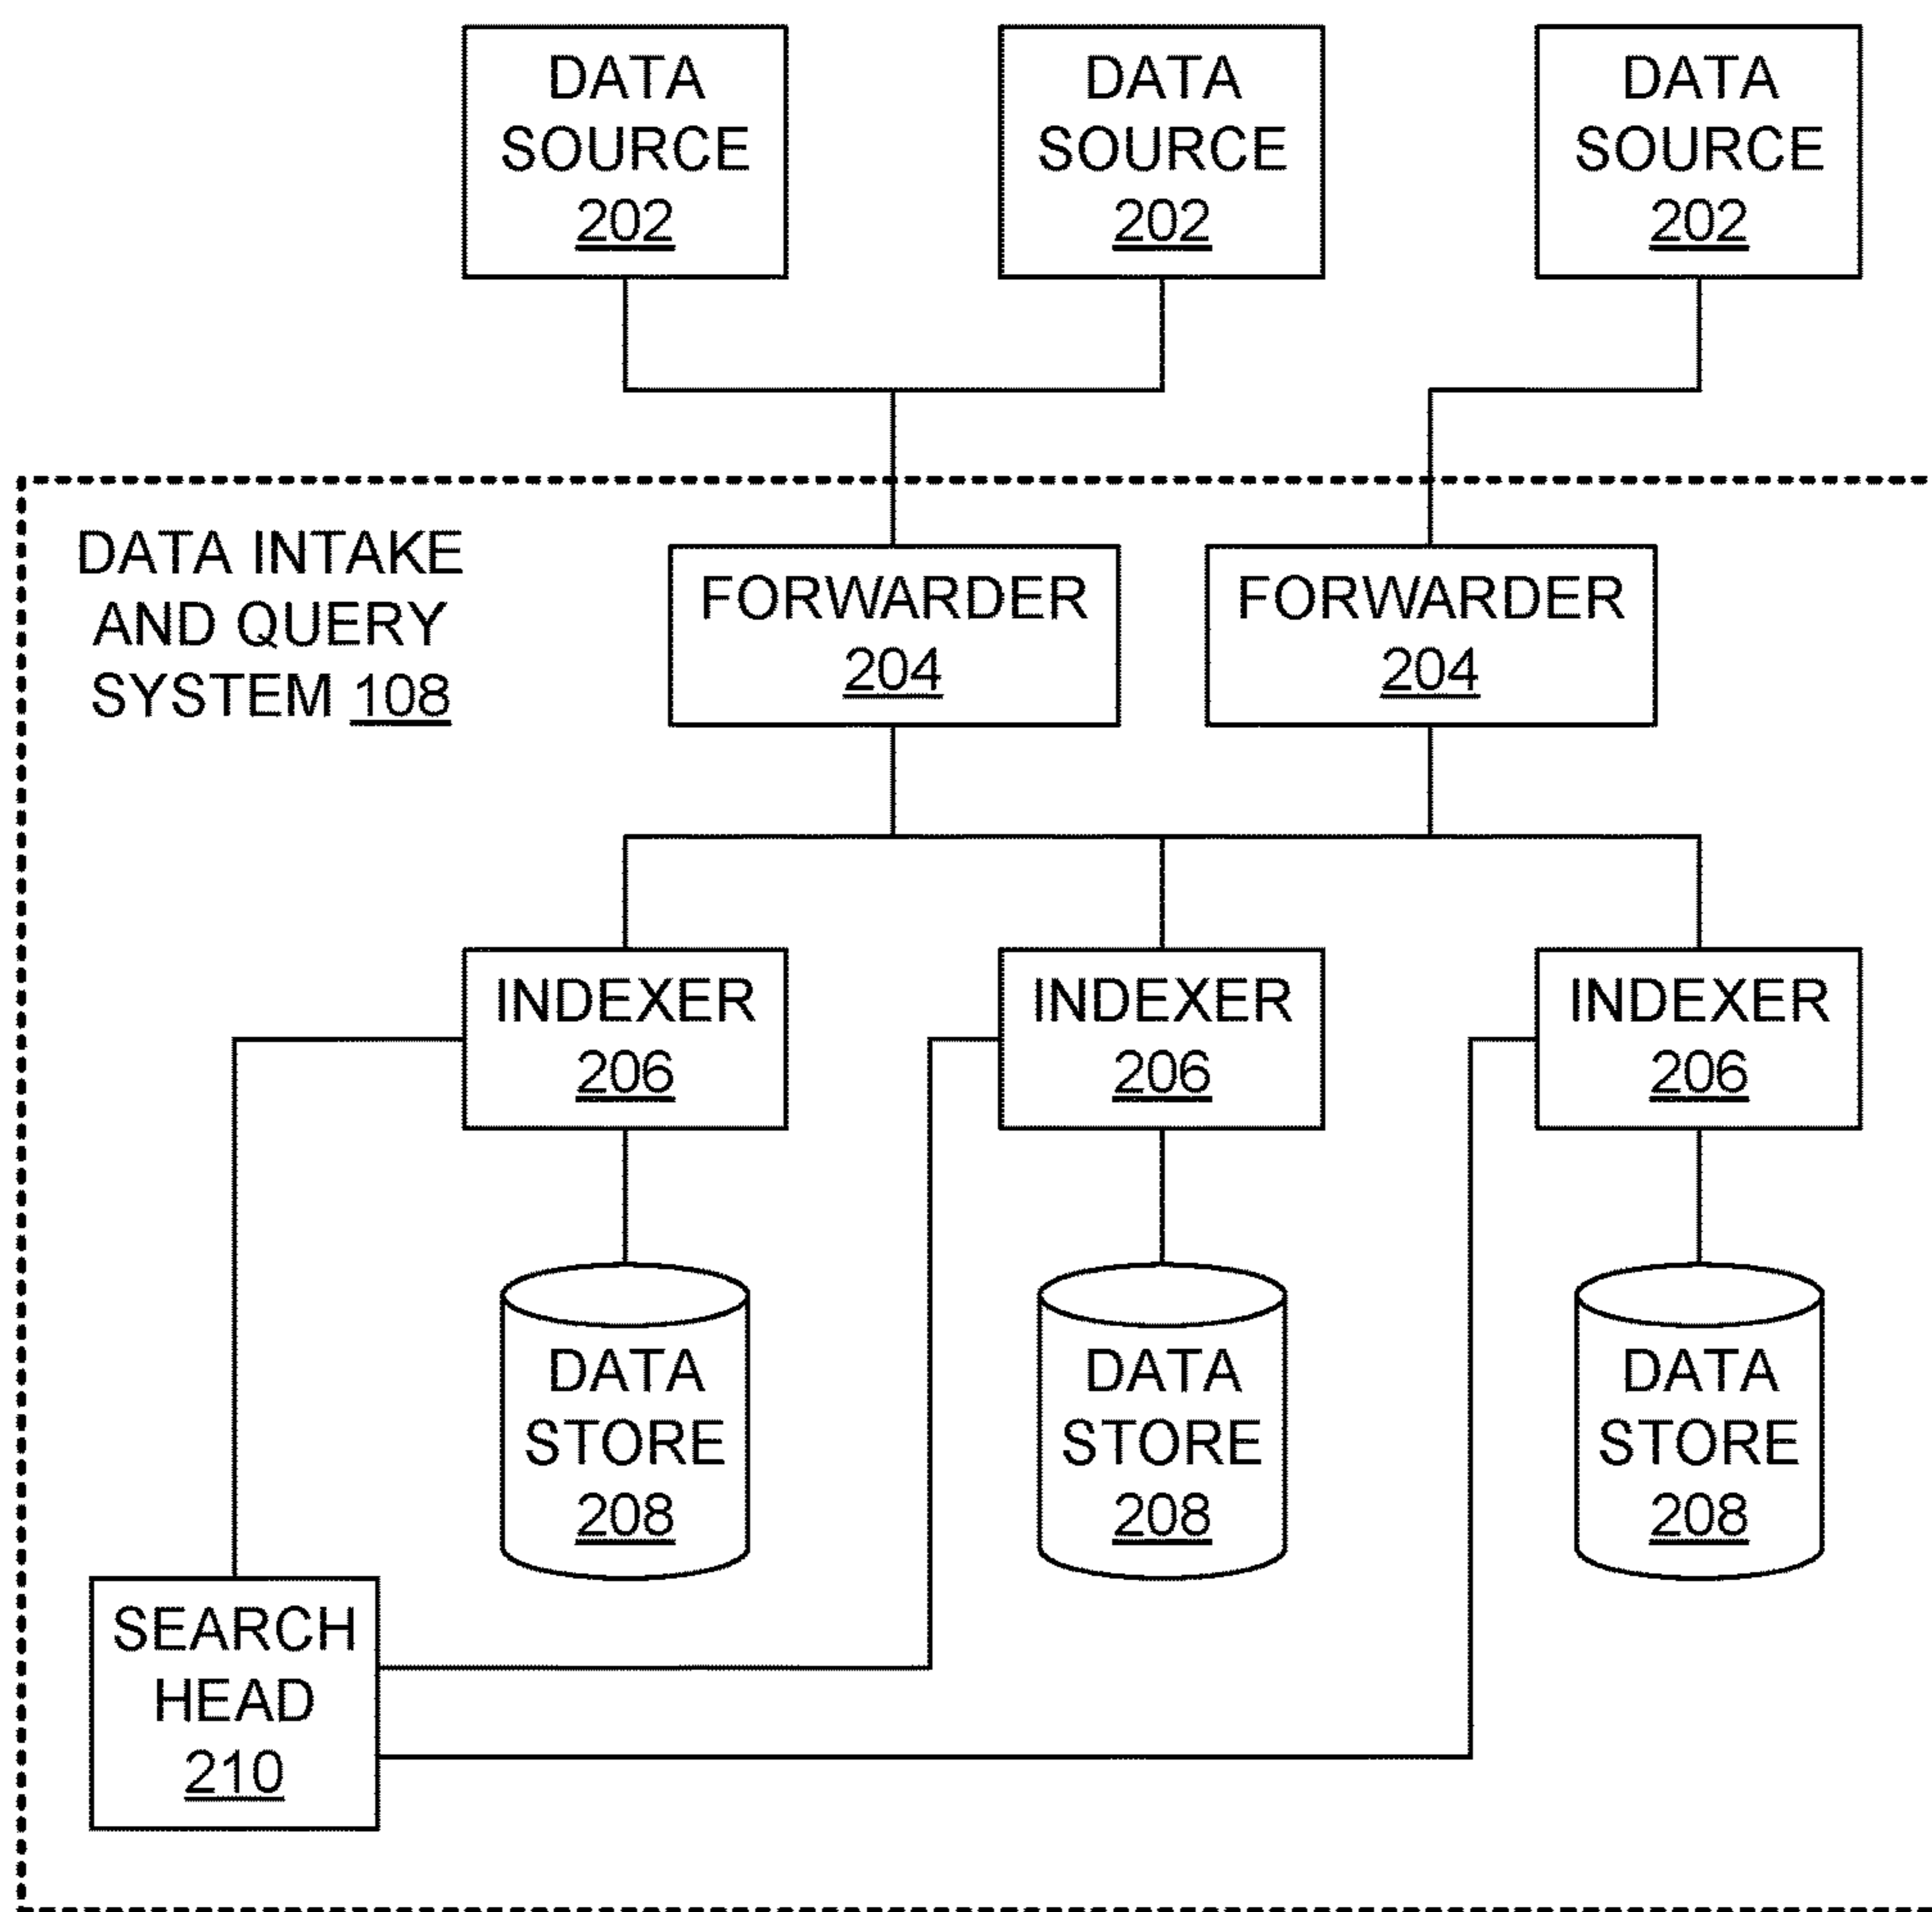 DATA
SOURCE
202
DATA
SOURCE
202
DATA
SOURCE
202
DATA INTAKE
AND QUERY
SYSTEM 108
FORWARDER
204
FORWARDER
204
INDEXER
206
INDEXER
206
INDEXER
206
DATA
STORE
208
DATA
STORE
208
DATA
STORE
208
SEARCH
HEAD
210